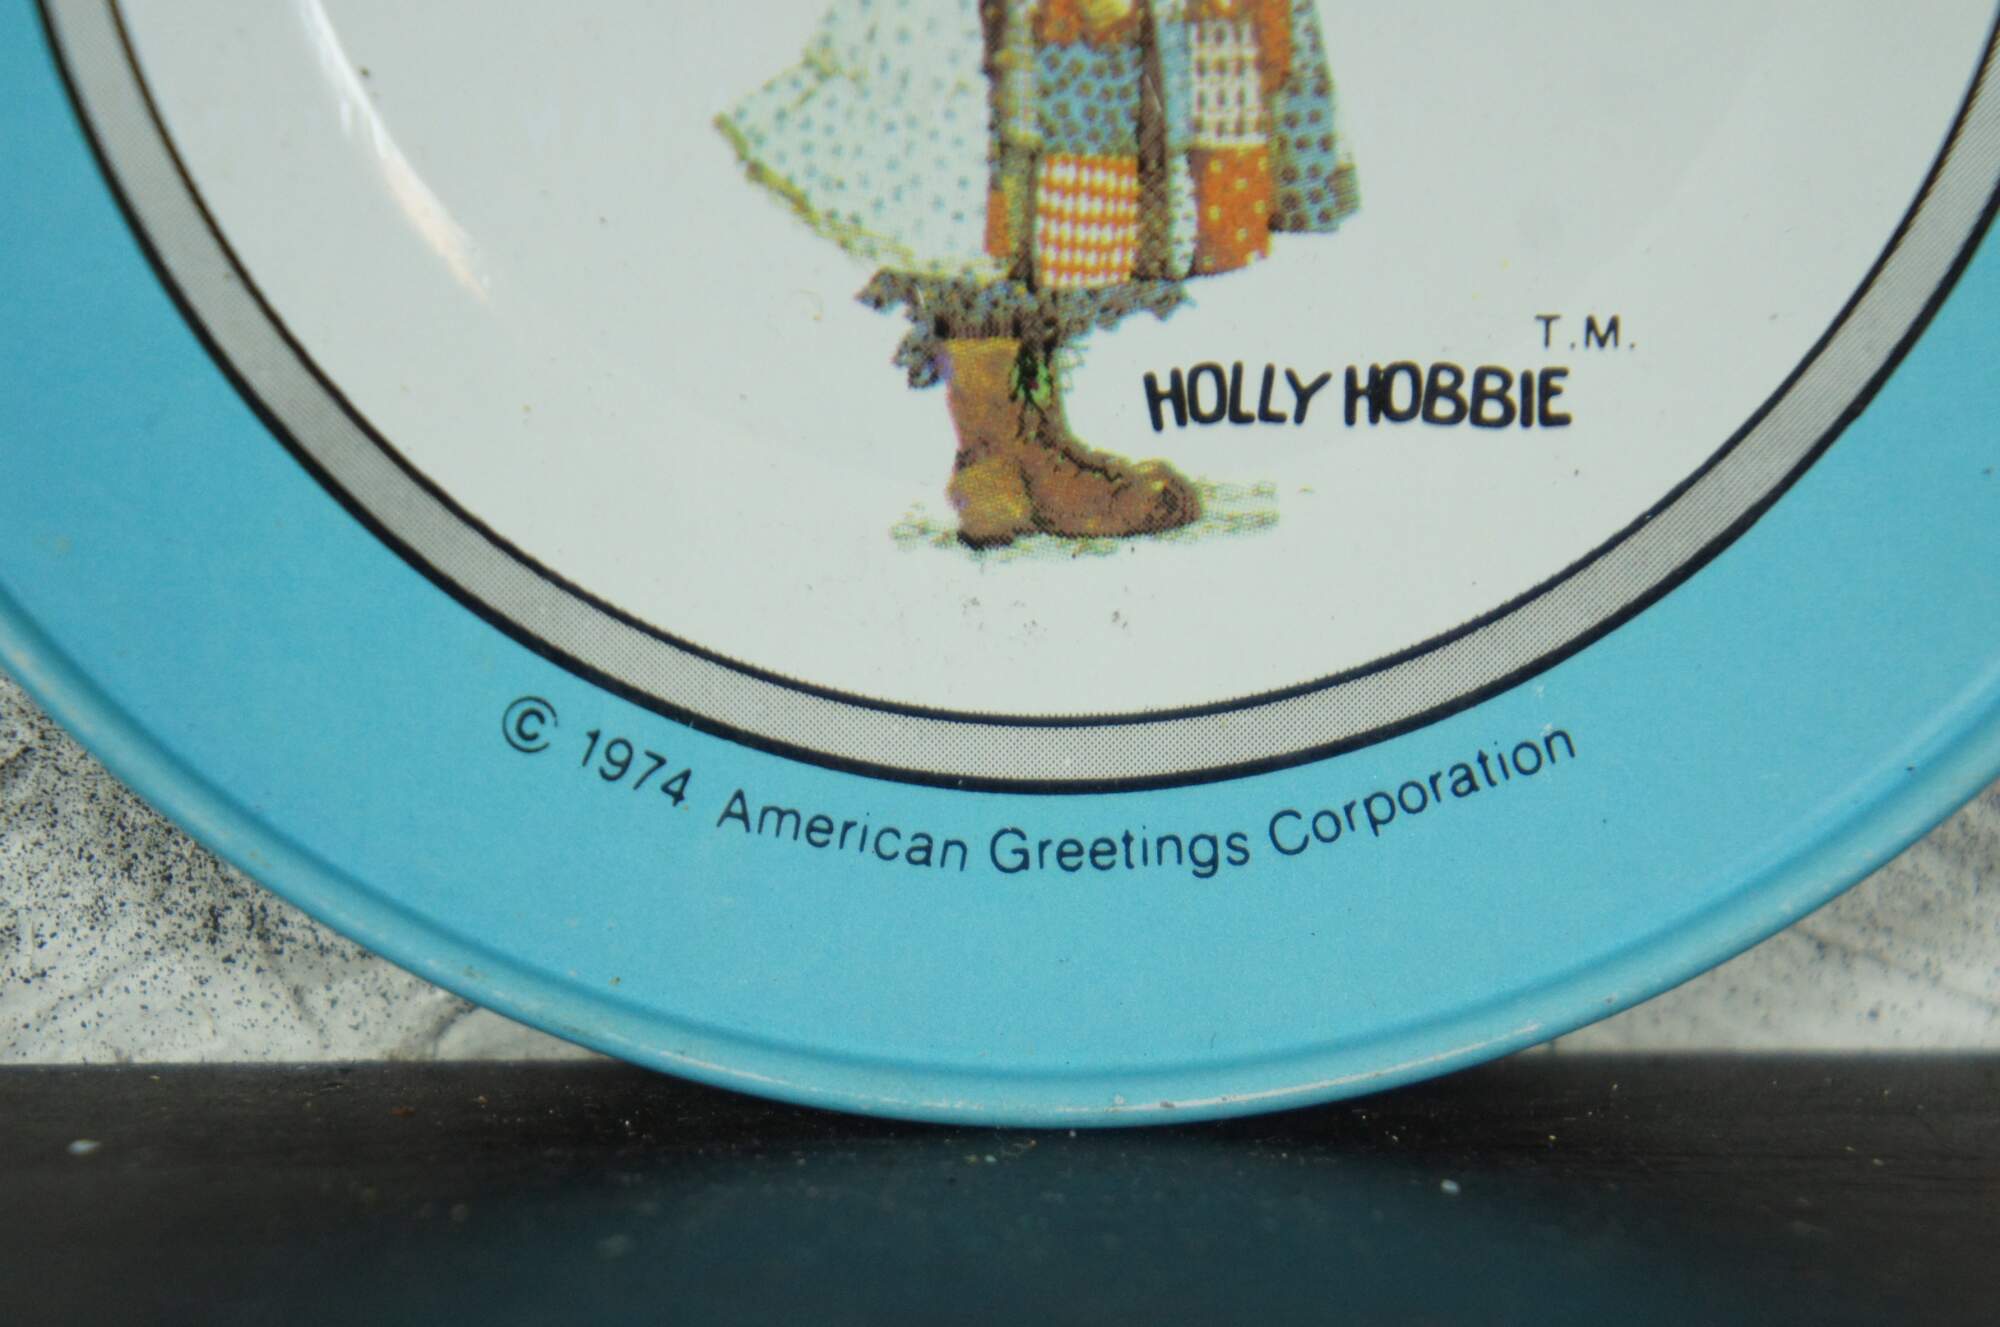 T.M.
HOLLY HOBBIE
© 1974 American Greetings Corporation